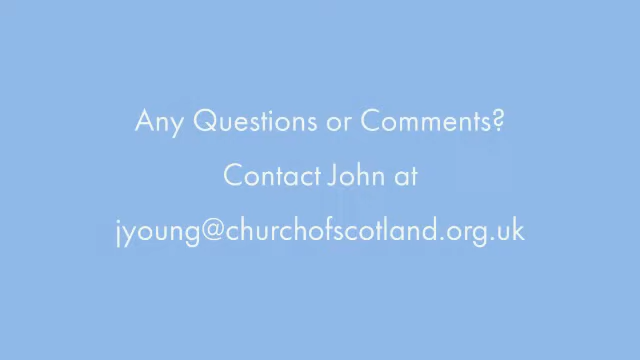 Any Questions or Comments?
Contact John at
jyoung@churchofscotland.org.uk